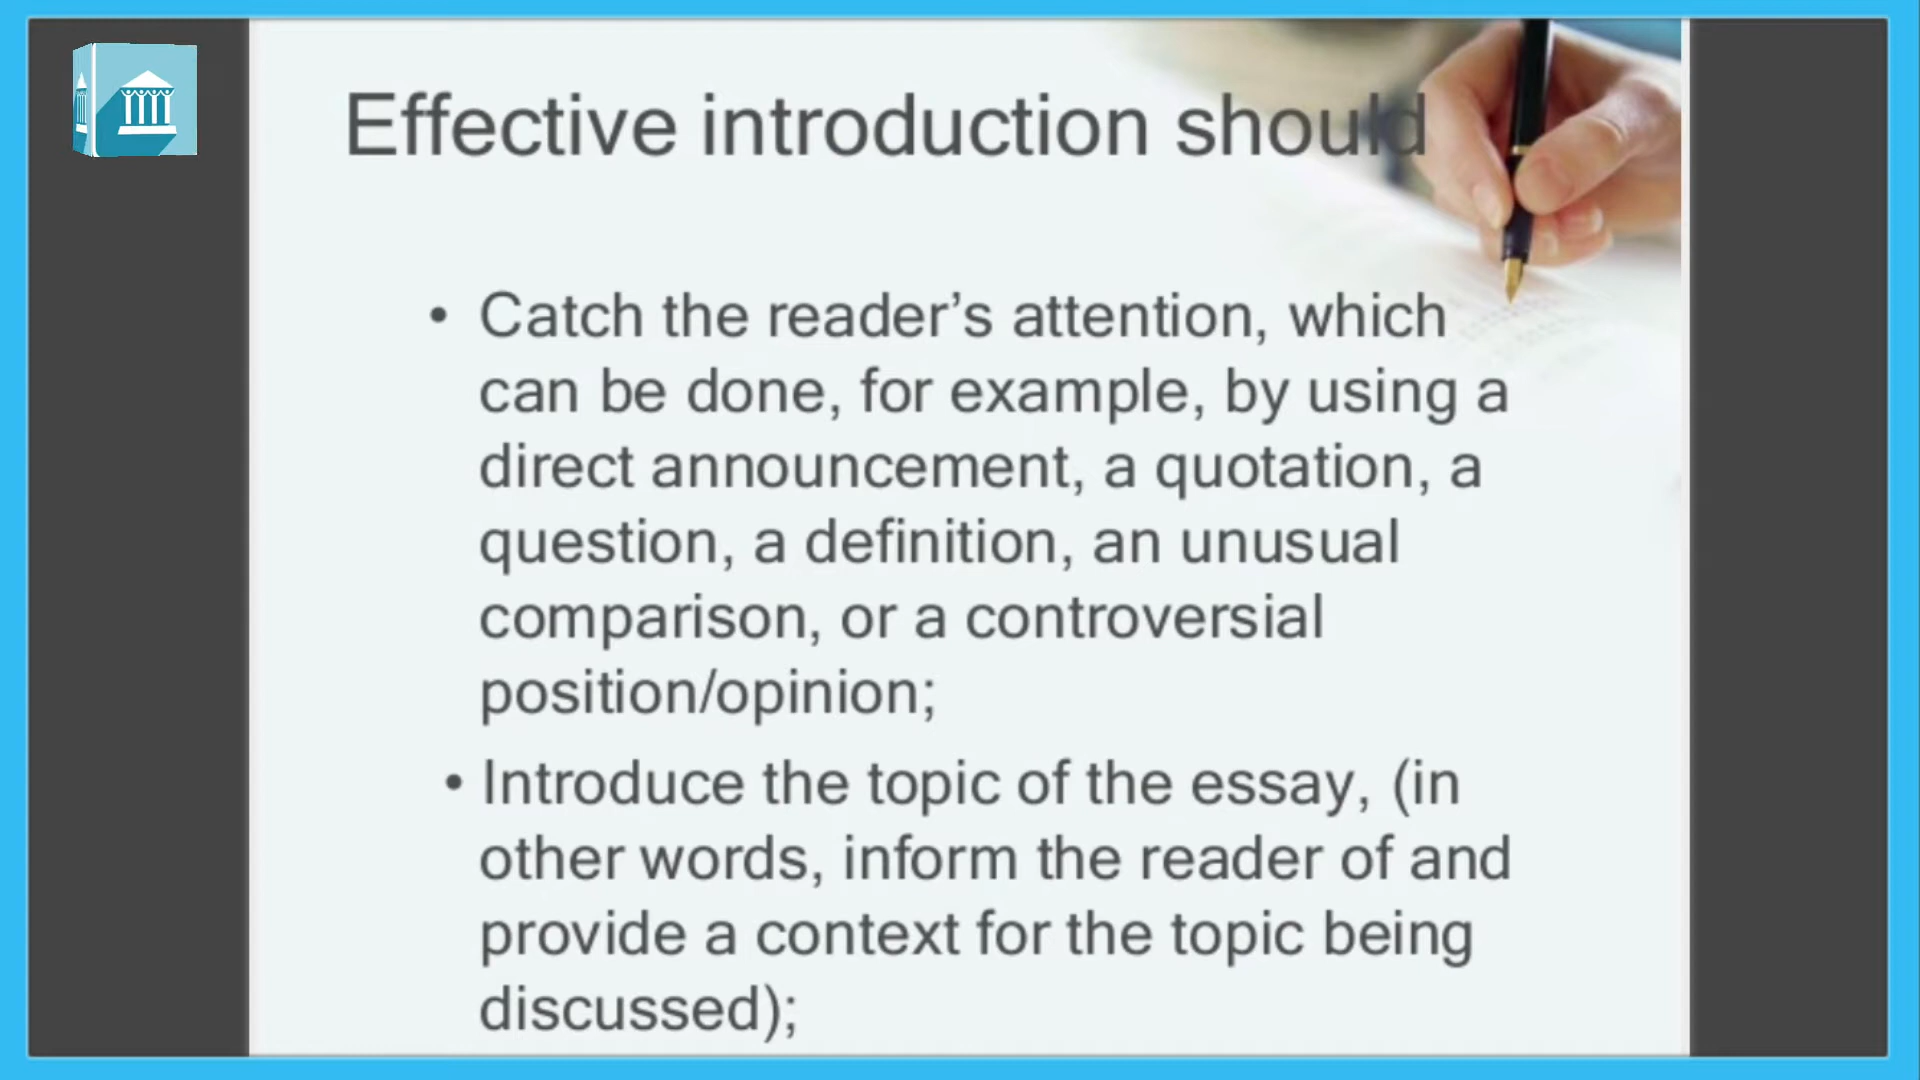 Effective introduction should
• Catch the reader’s attention, which
can be done, for example, by using a
direct announcement, a quotation, a
question, a definition, an unusual
comparison, or a controversial
position/opinion;
• Introduce the topic of the essay, (in
other words, inform the reader of and
provide a context for the topic being
discussed);